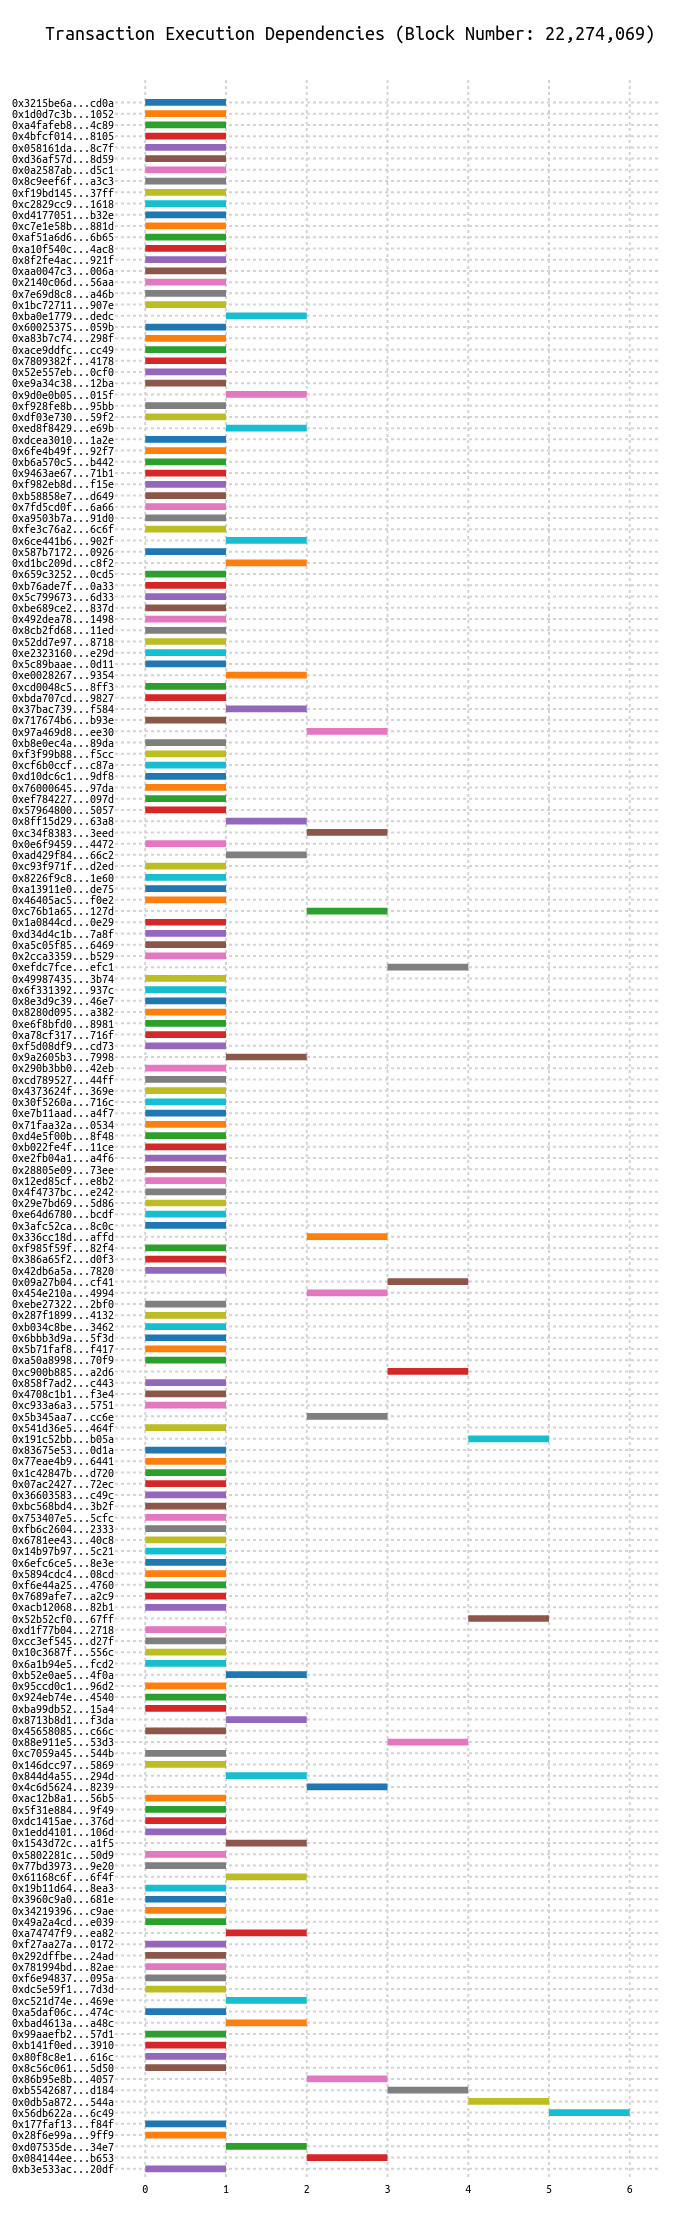 Transaction Execution Dependencies (Block Number: 22,274,069)
0x3215be6a...cd0a
0x1d0d7c3b...1052
0xa4fafeb8...4c89
0x4bfcf014...8105
0x058161da...8c7f
0xd36af57d...8d59
0x0a2587ab...d5c1
0x8c9eef6f...a3c3
0xf19bd145...37ff
0xc2829cc9...1618
0xd4177051...b32e
0xc7e1e58b...881d
0xaf51a6d6...6b65
0xa10f540c...4ac8
0x8f2fe4ac...921f
0xaa0047c3...006a
0x2140c06d...56aa
0x7e69d8c8...a46b
0x1bc72711...907e
0xba0e1779...dedc
0x60025375...059b
0xa83b7c74...298f
0xace9ddfc...cc49
0x7809382f...4178
0x52e557eb...0cf0
0xe9a34c38...12ba
0x9d0e0b05...015f
0xf928fe8b...95bb
0xdf03e730...59f2
0xed8f8429...e69b
0xdcea3010...1a2e
0x6fe4b49f...92f7
0xb6a570c5...b442
0x9463ae67...71b1
0xf982eb8d...f15e
0xb58858e7...d649
0x7fd5cd0f...6a66
0xa9503b7a...91d0
0xfe3c76a2...6c6f
0x6ce441b6...902f
0x587b7172...0926
0xd1bc209d...c8f2
0x659c3252...0cd5
0xb76ade7f...0a33
0x5c799673...6d33
0xbe689ce2...837d
0x492dea78...1498
0x8cb2fd68...11ed
0x52dd7e97...8718
0xe2323160...e29d
0x5c89baae...0d11
0xe0028267...9354
0xcd0048c5...8ff3
0xbda707cd...9827
0x37bac739...f584
0x717674b6...b93e
0x97a469d8...ee30
0xb8e0ec4a...89da
0xf3f99b88...f5cc
0xcf6b0ccf...c87a
0xd10dc6c1...9df8
0x76000645...97da
0xef784227...097d
0x57964800...5057
0x8ff15d29...63a8
0xc34f8383...3eed
0x0e6f9459...4472
0xad429f84...66c2
0xc93f971f...d2ed
0x8226f9c8...1e60
0xa13911e0...de75
0x46405ac5...f0e2
0xc76b1a65...127d
0x1a0844cd...0e29
0xd34d4c1b...7a8f
0xa5c05f85...6469
0x2cca3359...b529
0xefdc7fce...efc1
0x49987435...3b74
0x6f331392...937c
0x8e3d9c39...46e7
0x8280d095...a382
0xe6f8bfd0...8981
0xa78cf317...716f
0xf5d08df9...cd73
0x9a2605b3...7998
0x290b3bb0...42eb
0xcd789527...44ff
0x4373624f...369e
0x30f5260a...716c
0xe7b11aad...a4f7
0x71faa32a...0534
0xd4e5f00b...8f48
0xb022fe4f...11ce
0xe2fb04a1...a4f6
0x28805e09...73ee
0x12ed85cf...e8b2
0x4f4737bc...e242
0x29e7bd69...5d86
0xe64d6780...bcdf
0x3afc52ca...8c0c
0x336cc18d...affd
0xf985f59f...82f4
0x386a65f2...d0f3
0x42db6a5a...7820
0x09a27b04...cf41
0x454e210a...4994
0xebe27322...2bf0
0x287f1899...4132
0xb034c8be...3462
0x6bbb3d9a...5f3d
0x5b71faf8...f417
0xa50a8998...70f9
0xc900b885...a2d6
0x858f7ad2...c443
0x4708c1b1...f3e4
0xc933a6a3...5751
0x5b345aa7...cc6e
0x541d36e5...464f
0x191c52bb...b05a
0x83675e53...0d1a
0x77eae4b9...6441
0x1c42847b...d720
0x07ac2427...72ec
0x36603583...c49c
0xbc568bd4...3b2f
0x753407e5...5cfc
0xfb6c2604...2333
0x6781ee43...40c8
0x14b97b97...5c21
0x6efc6ce5...8e3e
0x5894cdc4...08cd
0xf6e44a25...4760
0x7689afe7...a2c9
0xacb12068...82b1
0x52b52cf0...67ff
0xd1f77b04...2718
0xcc3ef545...d27f
0x10c3687f...556c
0x6a1b94e5...fcd2
0xb52e0ae5...4f0a
0x95ccd0c1...96d2
0x924eb74e...4540
0xba99db52...15a4
0x8713b8d1...f3da
0x45658085...c66c
0x88e911e5...53d3
0xc7059a45...544b
0x146dcc97...5869
0x844d4a55...294d
0x4c6d5624...8239
0xac12b8a1...56b5
0x5f31e884...9f49
0xdc1415ae...376d
0x1edd4101...106d
0x1543d72c...a1f5
0x5802281c...50d9
0x77bd3973...9e20
0x61168c6f...6f4f
0x19b11d64...8ea3
0x3960c9a0...681e
0x34219396...c9ae
0x49a2a4cd...e039
0xa74747f9...ea82
0xf27aa27a...0172
0x292dffbe...24ad
0x781994bd...82ae
0xf6e94837...095a
0xdc5e59f1...7d3d
0xc521d74e...469e
0xa5daf06c...474c
0xbad4613a...a48c
0x99aaefb2...57d1
0xb141f0ed...3910
0x80f8c8e1...616c
0x8c56c061...5d50
0x86b95e8b...4057
0xb5542687...d184
0x0db5a872...544a
0x56db622a...6c49
0x177faf13...f84f
0x28f6e99a...9ff9
0xd07535de...34e7
0x084144ee...b653
0xb3e533ac...20df
0 1 2 3 4 5 6